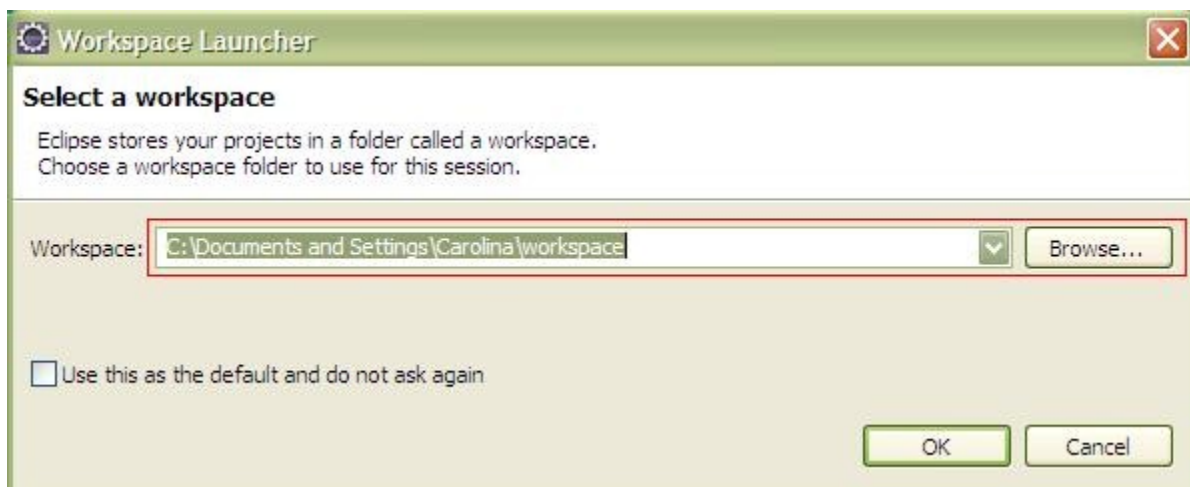 Workspace Launcher
Select a workspace
Eclipse stores your projects in a folder called a workspace.
Choose a workspace folder to use for this session.
Workspace: C:\Documents and Settings\Carolina\workspace Browse...
Use this as the default and do not ask again
OK Cancel